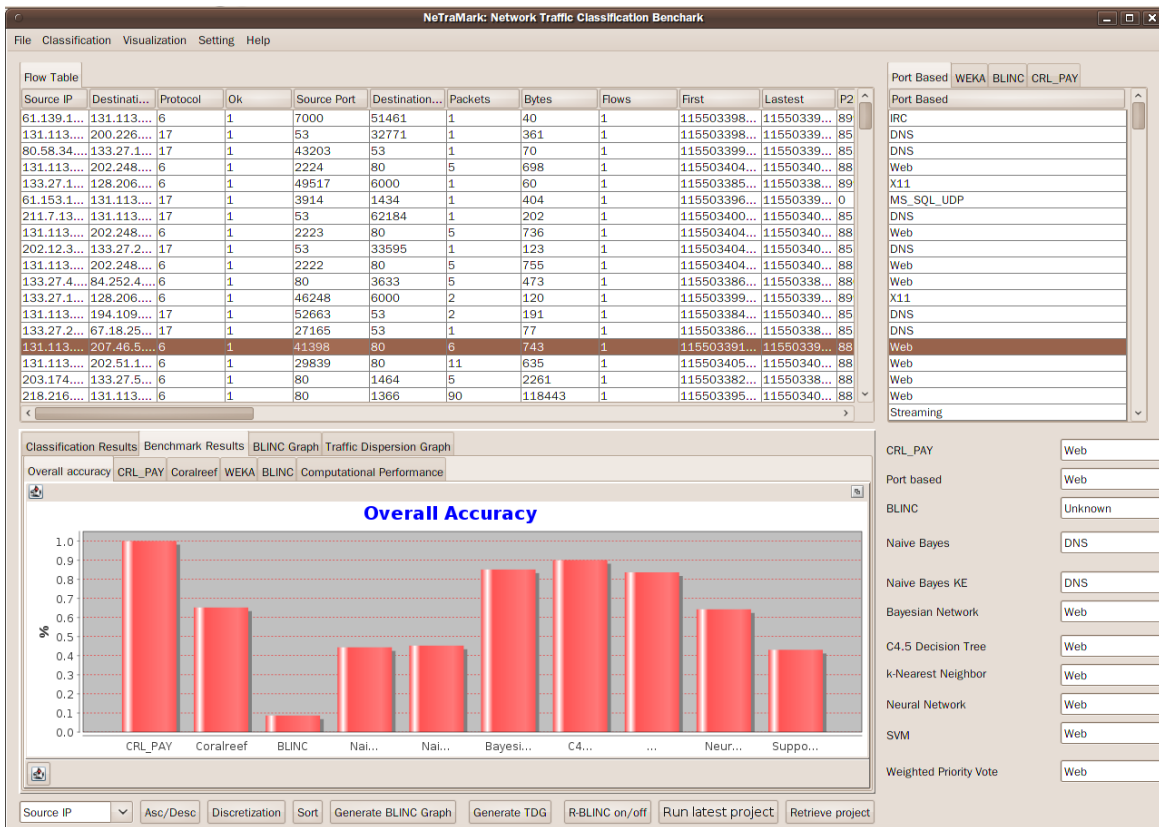 NeTraMark: Network Traffic Classification Benchark
File Classification Visualization Setting Help
Flow Table
Source IP Destinati... Protocol Ok Source Port Destination... Packets Bytes Flows First Lastest P2
61.139.1... 131.113.... 6 1 7000 51461 1 40 1 115503398... 11550339... 89
131.113.... 200.226.... 17 1 53 32771 1 361 1 115503398... 11550339... 85
80.58.34.... 133.27.1... 17 1 43203 53 1 70 1 115503399... 11550339... 85
131.113.... 202.248.... 6 1 2224 80 5 698 1 115503404... 11550340... 88
133.27.1... 128.206.... 6 1 49517 6000 1 60 1 115503385... 11550338... 89
61.153.1... 131.113.... 17 1 3914 1434 1 404 1 115503396... 11550339... 0
211.7.13... 131.113.... 17 1 53 62184 1 202 1 115503400... 11550340... 85
131.113.... 202.248.... 6 1 2223 80 5 736 1 115503404... 11550340... 88
202.12.3... 133.27.2... 17 1 53 33595 1 123 1 115503404... 11550340... 85
131.113.... 202.248.... 6 1 2222 80 5 755 1 115503404... 11550340... 88
133.27.4... 84.252.4... 6 1 80 3633 5 473 1 115503386... 11550338... 88
133.27.1... 128.206.... 6 1 46248 6000 2 120 1 115503399... 11550339... 89
131.113.... 194.109.... 17 1 52663 53 2 191 1 115503384... 11550340... 85
133.27.2... 67.18.25... 17 1 27165 53 1 77 1 115503386... 11550338... 85
131.113.... 207.46.5... 6 1 41398 80 6 743 1 115503391... 11550339... 88
131.113.... 202.51.1... 6 1 29839 80 11 635 1 115503405... 11550340... 88
203.174.... 133.27.5... 6 1 80 1464 5 2261 1 115503382... 11550338... 88
218.216.... 131.113.... 6 1 80 1366 90 118443 1 115503395... 11550340... 88
Port Based WEKA BLINC CRL_PAY
Port Based
IRC
DNS
DNS
Web
X11
MS_SQL_UDP
DNS
Web
DNS
Web
Web
X11
DNS
DNS
Web
Web
Web
Web
Streaming
Classification Results Benchmark Results BLINC Graph Traffic Dispersion Graph
Overall accuracy CRL_PAY Coralreef WEKA BLINC Computational Performance
Overall Accuracy
%
1.0
0.9
0.8
0.7
0.6
0.5
0.4
0.3
0.2
0.1
0.0
CRL_PAY Coralreef BLINC Nai... Nai... Bayesi... C4... ... Neur... Suppo...
CRL_PAY Web
Port based Web
BLINC Unknown
Naive Bayes DNS
Naive Bayes KE DNS
Bayesian Network Web
C4.5 Decision Tree Web
k-Nearest Neighbor Web
Neural Network Web
SVM Web
Weighted Priority Vote Web
Source IP Asc/Desc Discretization Sort Generate BLINC Graph Generate TDG R-BLINC on/off Run latest project Retrieve project